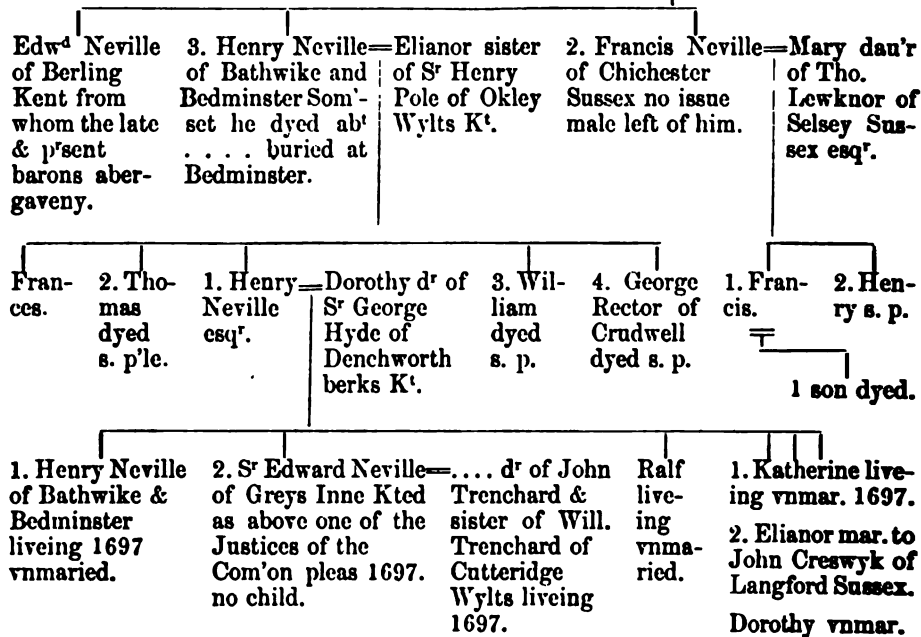 Edwᵈ Neville
of Berling
Kent from
whom the late
& pʳsent
barons aber-
gaveny.
3. Henry Neville=
of Bathwike and
Bedminster Som'-
set he dyed abᵗ
. . . . buried at
Bedminster.
Elianor sister
of Sʳ Henry
Pole of Okley
Wylts Kᵗ.
2. Francis Neville=
of Chichester
Sussex no issue
male left of him.
Mary dau'r
of Tho.
Lewknor of
Selsey Sus-
sex esqʳ.
Fran-
ces.
2. Tho-
mas
dyed
s. p'le.
1. Henry=
Neville
esqʳ.
Dorothy dʳ of
Sʳ George
Hyde of
Denchworth
berks Kᵗ.
3. Wil-
liam
dyed
s. p.
4. George
Rector of
Crudwell
dyed s. p.
1. Fran-
cis.
=
2. Hen-
ry s. p.
1 son dyed.
1. Henry Neville
of Bathwike &
Bedminster
liveing 1697
vnmaried.
2. Sʳ Edward Neville=
of Greys Inne Kted
as above one of the
Justices of the
Com'on pleas 1697.
no child.
.... dʳ of John
Trenchard &
sister of Will.
Trenchard of
Cutteridge
Wylts liveing
1697.
Ralf
live-
ing
vnma-
ried.
1. Katherine live-
ing vnmar. 1697.
2. Elianor mar. to
John Creswyk of
Langford Sussex.
Dorothy vnmar.